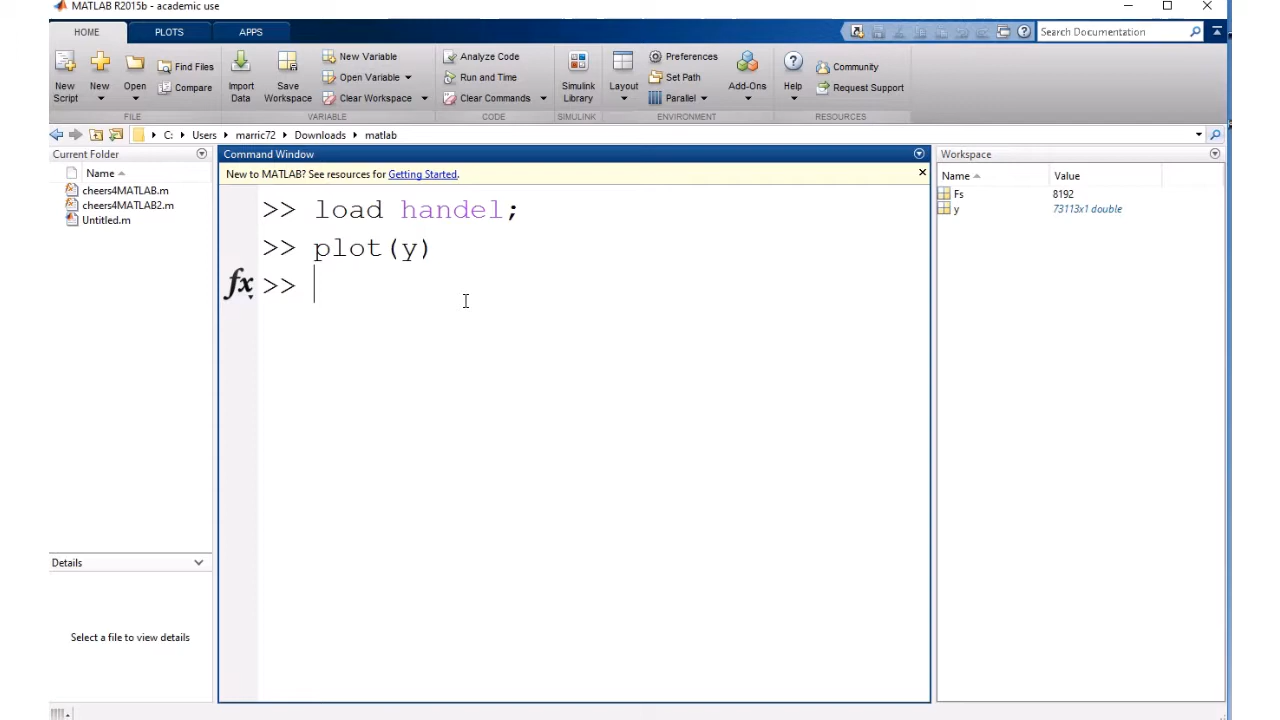 MATLAB R2015b - academic use
HOME PLOTS APPS
Search Documentation
New Script
New
Open
Find Files
Compare
FILE
Import Data
Save Workspace
New Variable
Open Variable
Clear Workspace
VARIABLE
Analyze Code
Run and Time
Clear Commands
CODE
Simulink Library
SIMULINK
Layout
Preferences
Set Path
Parallel
Add-Ons
ENVIRONMENT
Help
Community
Request Support
RESOURCES
C: Users marric72 Downloads matlab
Current Folder
Name
cheers4MATLAB.m
cheers4MATLAB2.m
Untitled.m
Details
Select a file to view details
Command Window
New to MATLAB? See resources for Getting Started.
>> load handel;
>> plot(y)
fx >>
Workspace
Name Value
Fs 8192
y 73113x1 double